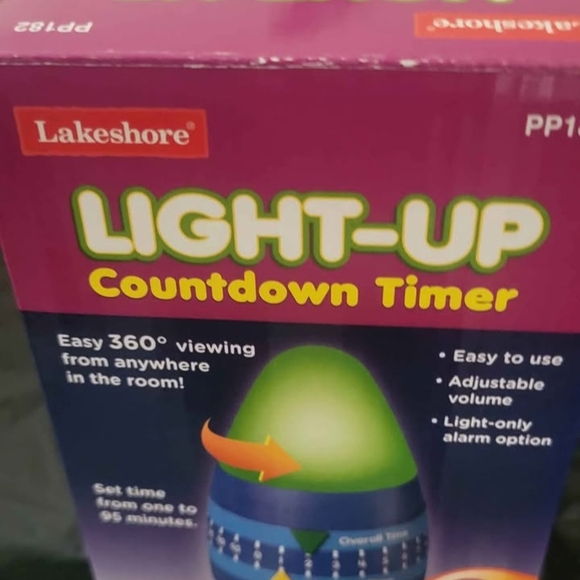 PP182
Lakeshore
Lakeshore®
PP1
LIGHT-UP
Countdown Timer
Easy 360° viewing
from anywhere
in the room!
• Easy to use
• Adjustable
volume
• Light-only
alarm option
Set time
from one to
95 minutes.
Overall Time